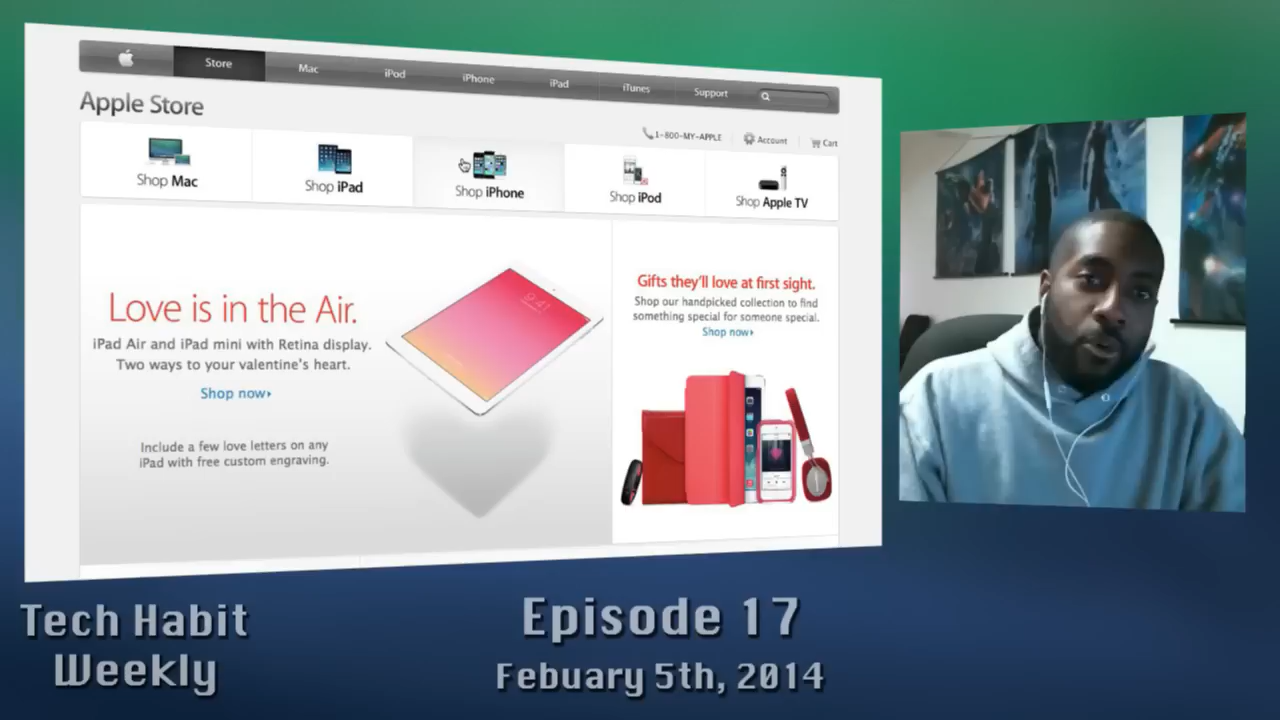 Store
Mac
iPod
iPhone
iPad
iTunes
Support
Apple Store
1-800-MY-APPLE
Account
Cart
Shop Mac
Shop iPad
Shop iPhone
Shop iPod
Shop Apple TV
Love is in the Air.
iPad Air and iPad mini with Retina display.
Two ways to your valentine's heart.
Shop now
Include a few love letters on any
iPad with free custom engraving.
9:41
Gifts they'll love at first sight.
Shop our handpicked collection to find
something special for someone special.
Shop now
Tech Habit
Weekly
Episode 17
Febuary 5th, 2014